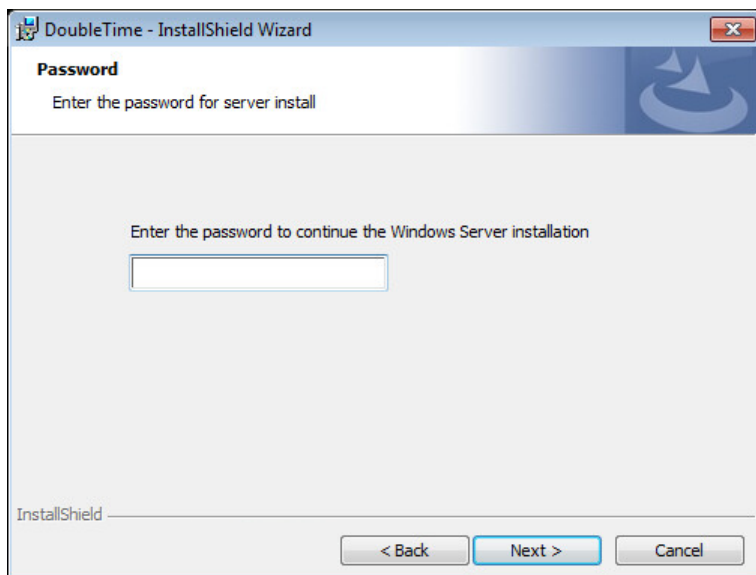 DoubleTime - InstallShield Wizard
Password
Enter the password for server install
Enter the password to continue the Windows Server installation
InstallShield
< Back
Next >
Cancel